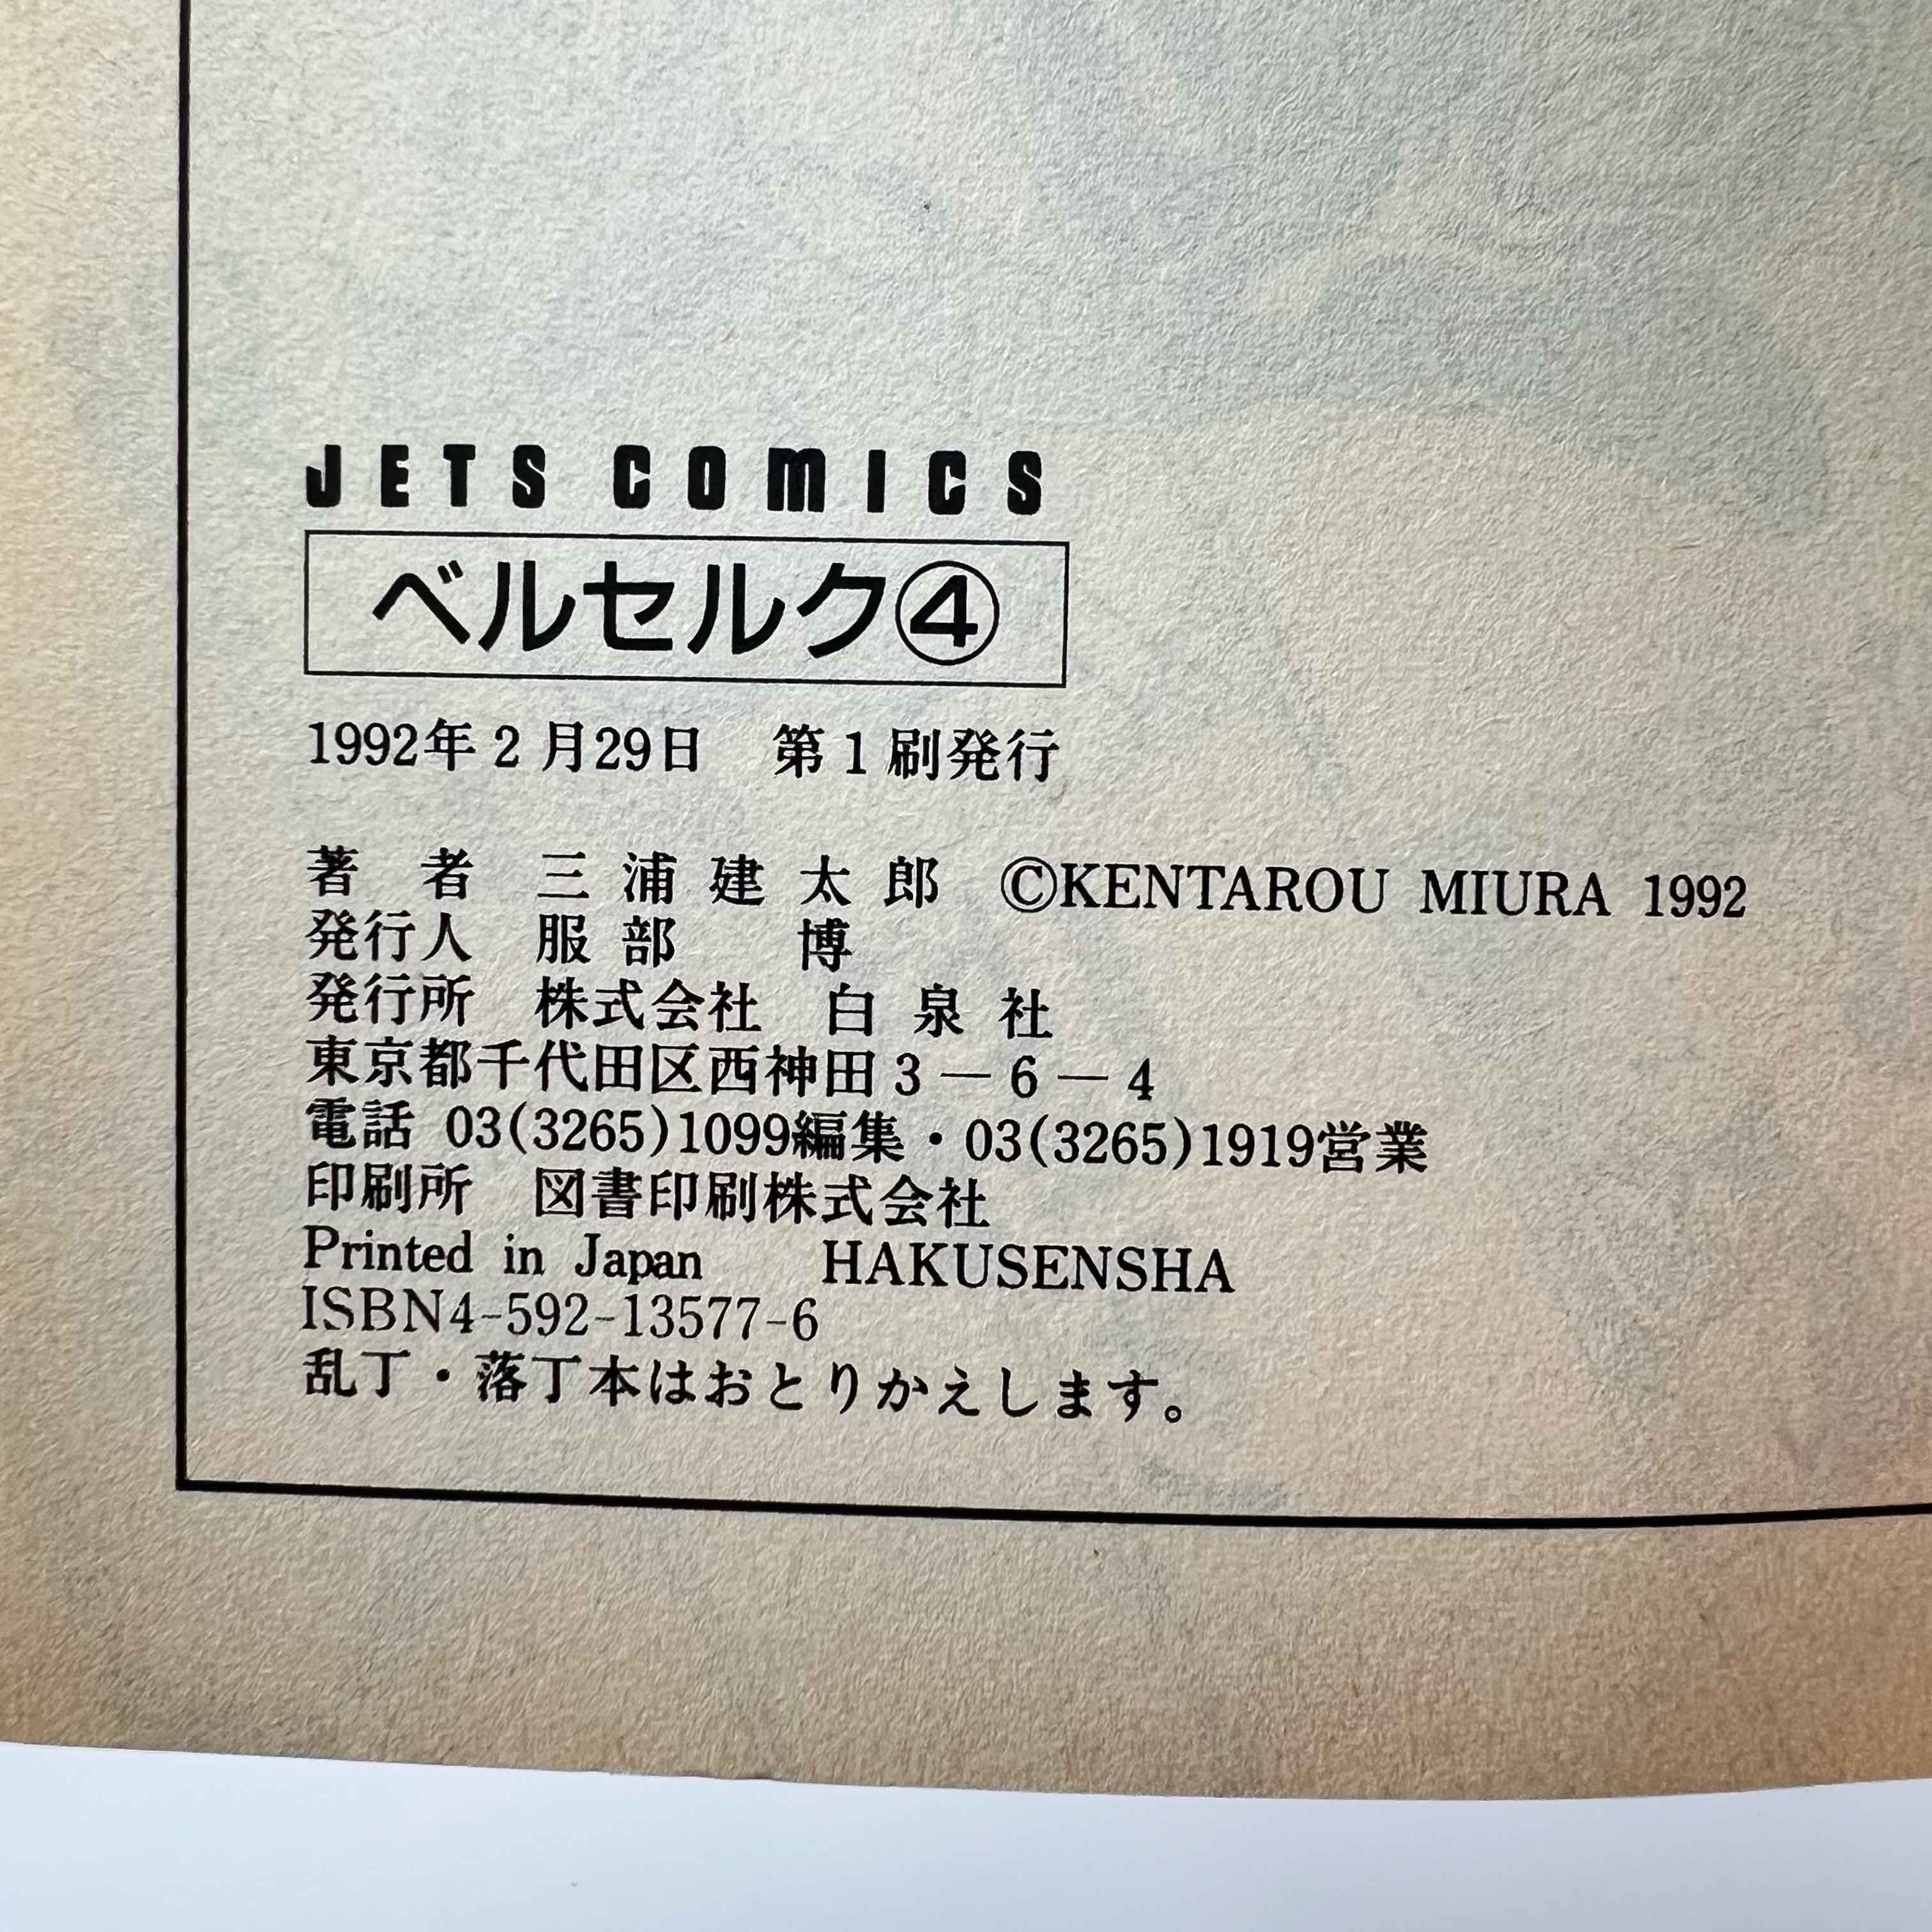 JETS COMICS
ベルセルク④
1992年2月29日　第1刷発行
著　者　三浦建太郎　©KENTAROU MIURA 1992
発行人　服部　博
発行所　株式会社　白泉社
東京都千代田区西神田3－6－4
電話 03(3265)1099編集・03(3265)1919営業
印刷所　図書印刷株式会社
Printed in Japan　HAKUSENSHA
ISBN4-592-13577-6
乱丁・落丁本はおとりかえします。